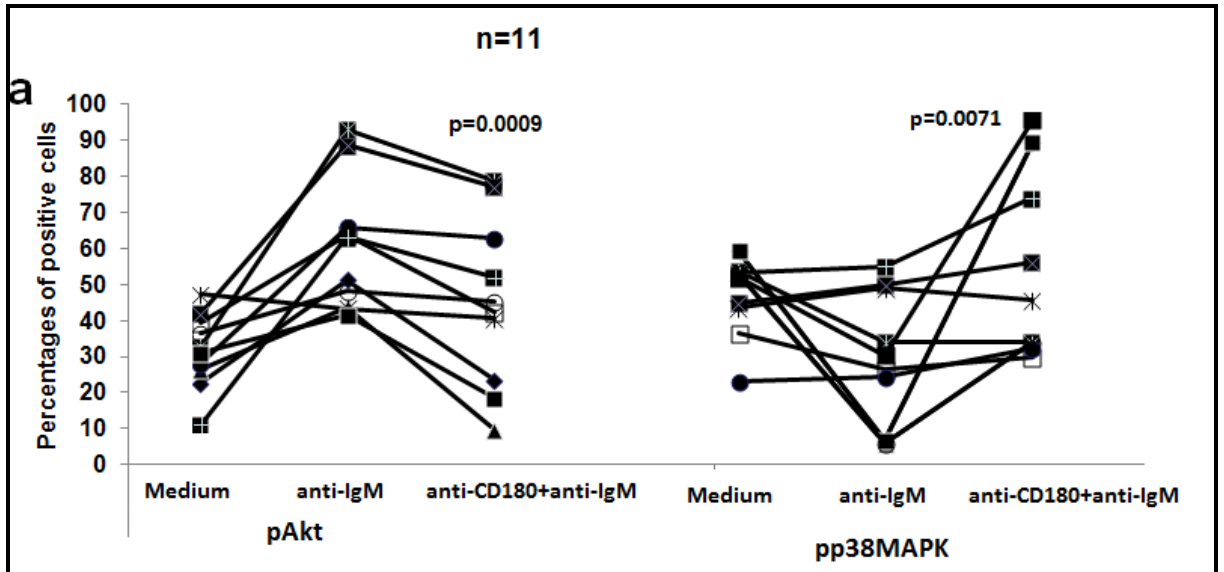 n=11
a
Percentages of positive cells
100
90
80
70
60
50
40
30
20
10
0
p=0.0009
p=0.0071
Medium anti-IgM anti-CD180+anti-IgM Medium anti-IgM anti-CD180+anti-IgM
pAkt
pp38MAPK